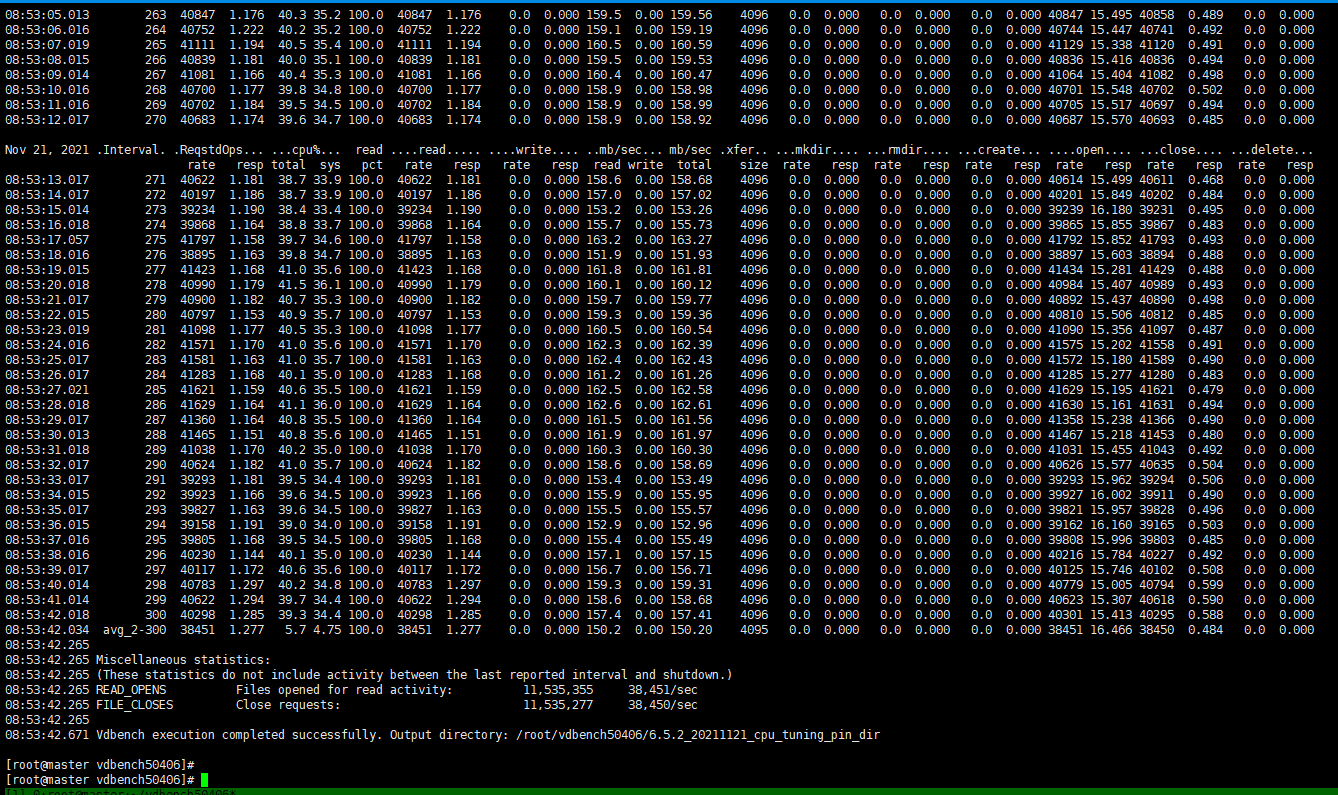 08:53:05.013 263 40847 1.176 40.3 35.2 100.0 40847 1.176 0.0 0.000 159.5 0.00 159.56 4096 0.0 0.000 0.0 0.000 0.0 0.000 40847 15.495 40858 0.489 0.0 0.000
08:53:06.016 264 40752 1.222 40.2 35.2 100.0 40752 1.222 0.0 0.000 159.1 0.00 159.19 4096 0.0 0.000 0.0 0.000 0.0 0.000 40744 15.447 40741 0.492 0.0 0.000
08:53:07.019 265 41111 1.194 40.5 35.4 100.0 41111 1.194 0.0 0.000 160.5 0.00 160.59 4096 0.0 0.000 0.0 0.000 0.0 0.000 41129 15.338 41120 0.491 0.0 0.000
08:53:08.015 266 40839 1.181 40.0 35.1 100.0 40839 1.181 0.0 0.000 159.5 0.00 159.53 4096 0.0 0.000 0.0 0.000 0.0 0.000 40836 15.416 40836 0.494 0.0 0.000
08:53:09.014 267 41081 1.166 40.4 35.3 100.0 41081 1.166 0.0 0.000 160.4 0.00 160.47 4096 0.0 0.000 0.0 0.000 0.0 0.000 41064 15.404 41082 0.498 0.0 0.000
08:53:10.016 268 40700 1.177 39.8 34.8 100.0 40700 1.177 0.0 0.000 158.9 0.00 158.98 4096 0.0 0.000 0.0 0.000 0.0 0.000 40701 15.548 40702 0.502 0.0 0.000
08:53:11.016 269 40702 1.184 39.5 34.7 100.0 40702 1.184 0.0 0.000 158.9 0.00 158.99 4096 0.0 0.000 0.0 0.000 0.0 0.000 40705 15.517 40697 0.494 0.0 0.000
08:53:12.017 270 40683 1.174 39.6 34.7 100.0 40683 1.174 0.0 0.000 158.9 0.00 158.92 4096 0.0 0.000 0.0 0.000 0.0 0.000 40687 15.570 40693 0.485 0.0 0.000
Nov 21, 2021 .Interval. .ReqstdOps... ...cpu%... read ....read..... ....write.... ..mb/sec... mb/sec .xfer.. ...mkdir.... ...rmdir.... ...create... ....open.... ...close.... ...delete...
rate resp total sys pct rate resp rate resp read write total size rate resp rate resp rate resp rate resp rate resp rate resp
08:53:13.017 271 40622 1.181 38.7 33.9 100.0 40622 1.181 0.0 0.000 158.6 0.00 158.68 4096 0.0 0.000 0.0 0.000 0.0 0.000 40614 15.499 40611 0.468 0.0 0.000
08:53:14.017 272 40197 1.186 38.7 33.9 100.0 40197 1.186 0.0 0.000 157.0 0.00 157.02 4096 0.0 0.000 0.0 0.000 0.0 0.000 40201 15.849 40202 0.484 0.0 0.000
08:53:15.014 273 39234 1.190 38.4 33.4 100.0 39234 1.190 0.0 0.000 153.2 0.00 153.26 4096 0.0 0.000 0.0 0.000 0.0 0.000 39239 16.180 39231 0.495 0.0 0.000
08:53:16.018 274 39868 1.164 38.8 33.7 100.0 39868 1.164 0.0 0.000 155.7 0.00 155.73 4096 0.0 0.000 0.0 0.000 0.0 0.000 39865 15.855 39867 0.483 0.0 0.000
08:53:17.057 275 41797 1.158 39.7 34.6 100.0 41797 1.158 0.0 0.000 163.2 0.00 163.27 4096 0.0 0.000 0.0 0.000 0.0 0.000 41792 15.852 41793 0.493 0.0 0.000
08:53:18.016 276 38895 1.163 39.8 34.7 100.0 38895 1.163 0.0 0.000 151.9 0.00 151.93 4096 0.0 0.000 0.0 0.000 0.0 0.000 38897 15.603 38894 0.488 0.0 0.000
08:53:19.015 277 41423 1.168 41.0 35.6 100.0 41423 1.168 0.0 0.000 161.8 0.00 161.81 4096 0.0 0.000 0.0 0.000 0.0 0.000 41434 15.281 41429 0.488 0.0 0.000
08:53:20.018 278 40990 1.179 41.5 36.1 100.0 40990 1.179 0.0 0.000 160.1 0.00 160.12 4096 0.0 0.000 0.0 0.000 0.0 0.000 40984 15.407 40989 0.493 0.0 0.000
08:53:21.017 279 40900 1.182 40.7 35.3 100.0 40900 1.182 0.0 0.000 159.7 0.00 159.77 4096 0.0 0.000 0.0 0.000 0.0 0.000 40892 15.437 40890 0.498 0.0 0.000
08:53:22.015 280 40797 1.153 40.9 35.7 100.0 40797 1.153 0.0 0.000 159.3 0.00 159.36 4096 0.0 0.000 0.0 0.000 0.0 0.000 40810 15.506 40812 0.485 0.0 0.000
08:53:23.019 281 41098 1.177 40.5 35.3 100.0 41098 1.177 0.0 0.000 160.5 0.00 160.54 4096 0.0 0.000 0.0 0.000 0.0 0.000 41090 15.356 41097 0.487 0.0 0.000
08:53:24.016 282 41571 1.170 41.0 35.6 100.0 41571 1.170 0.0 0.000 162.3 0.00 162.39 4096 0.0 0.000 0.0 0.000 0.0 0.000 41575 15.202 41558 0.491 0.0 0.000
08:53:25.017 283 41581 1.163 41.0 35.7 100.0 41581 1.163 0.0 0.000 162.4 0.00 162.43 4096 0.0 0.000 0.0 0.000 0.0 0.000 41572 15.180 41589 0.490 0.0 0.000
08:53:26.017 284 41283 1.168 40.1 35.0 100.0 41283 1.168 0.0 0.000 161.2 0.00 161.26 4096 0.0 0.000 0.0 0.000 0.0 0.000 41285 15.277 41280 0.483 0.0 0.000
08:53:27.021 285 41621 1.159 40.6 35.5 100.0 41621 1.159 0.0 0.000 162.5 0.00 162.58 4096 0.0 0.000 0.0 0.000 0.0 0.000 41629 15.195 41621 0.479 0.0 0.000
08:53:28.018 286 41629 1.164 41.1 36.0 100.0 41629 1.164 0.0 0.000 162.6 0.00 162.61 4096 0.0 0.000 0.0 0.000 0.0 0.000 41630 15.161 41631 0.494 0.0 0.000
08:53:29.017 287 41360 1.164 40.8 35.5 100.0 41360 1.164 0.0 0.000 161.5 0.00 161.56 4096 0.0 0.000 0.0 0.000 0.0 0.000 41358 15.238 41366 0.490 0.0 0.000
08:53:30.013 288 41465 1.151 40.8 35.6 100.0 41465 1.151 0.0 0.000 161.9 0.00 161.97 4096 0.0 0.000 0.0 0.000 0.0 0.000 41467 15.218 41453 0.480 0.0 0.000
08:53:31.018 289 41038 1.170 40.2 35.0 100.0 41038 1.170 0.0 0.000 160.3 0.00 160.30 4096 0.0 0.000 0.0 0.000 0.0 0.000 41031 15.455 41043 0.492 0.0 0.000
08:53:32.017 290 40624 1.182 41.0 35.7 100.0 40624 1.182 0.0 0.000 158.6 0.00 158.69 4096 0.0 0.000 0.0 0.000 0.0 0.000 40626 15.577 40635 0.504 0.0 0.000
08:53:33.017 291 39293 1.181 39.5 34.4 100.0 39293 1.181 0.0 0.000 153.4 0.00 153.49 4096 0.0 0.000 0.0 0.000 0.0 0.000 39293 15.962 39294 0.506 0.0 0.000
08:53:34.015 292 39923 1.166 39.6 34.5 100.0 39923 1.166 0.0 0.000 155.9 0.00 155.95 4096 0.0 0.000 0.0 0.000 0.0 0.000 39927 16.002 39911 0.490 0.0 0.000
08:53:35.017 293 39827 1.163 39.6 34.5 100.0 39827 1.163 0.0 0.000 155.5 0.00 155.57 4096 0.0 0.000 0.0 0.000 0.0 0.000 39821 15.957 39828 0.496 0.0 0.000
08:53:36.015 294 39158 1.191 39.0 34.0 100.0 39158 1.191 0.0 0.000 152.9 0.00 152.96 4096 0.0 0.000 0.0 0.000 0.0 0.000 39162 16.160 39165 0.503 0.0 0.000
08:53:37.016 295 39805 1.168 39.5 34.5 100.0 39805 1.168 0.0 0.000 155.4 0.00 155.49 4096 0.0 0.000 0.0 0.000 0.0 0.000 39808 15.996 39803 0.485 0.0 0.000
08:53:38.016 296 40230 1.144 40.1 35.0 100.0 40230 1.144 0.0 0.000 157.1 0.00 157.15 4096 0.0 0.000 0.0 0.000 0.0 0.000 40216 15.784 40227 0.492 0.0 0.000
08:53:39.017 297 40117 1.172 40.6 35.6 100.0 40117 1.172 0.0 0.000 156.7 0.00 156.71 4096 0.0 0.000 0.0 0.000 0.0 0.000 40125 15.746 40102 0.508 0.0 0.000
08:53:40.014 298 40783 1.297 40.2 34.8 100.0 40783 1.297 0.0 0.000 159.3 0.00 159.31 4096 0.0 0.000 0.0 0.000 0.0 0.000 40779 15.005 40794 0.599 0.0 0.000
08:53:41.014 299 40622 1.294 39.7 34.4 100.0 40622 1.294 0.0 0.000 158.6 0.00 158.68 4096 0.0 0.000 0.0 0.000 0.0 0.000 40623 15.307 40618 0.590 0.0 0.000
08:53:42.018 300 40298 1.285 39.3 34.4 100.0 40298 1.285 0.0 0.000 157.4 0.00 157.41 4096 0.0 0.000 0.0 0.000 0.0 0.000 40301 15.413 40295 0.588 0.0 0.000
08:53:42.034 avg_2-300 38451 1.277 5.7 4.75 100.0 38451 1.277 0.0 0.000 150.2 0.00 150.20 4095 0.0 0.000 0.0 0.000 0.0 0.000 38451 16.466 38450 0.484 0.0 0.000
08:53:42.265
08:53:42.265 Miscellaneous statistics:
08:53:42.265 (These statistics do not include activity between the last reported interval and shutdown.)
08:53:42.265 READ_OPENS Files opened for read activity: 11,535,355 38,451/sec
08:53:42.265 FILE_CLOSES Close requests: 11,535,277 38,450/sec
08:53:42.265
08:53:42.671 Vdbench execution completed successfully. Output directory: /root/vdbench50406/6.5.2_20211121_cpu_tuning_pin_dir
[root@master vdbench50406]#
[root@master vdbench50406]#
[1] 0:root@master:~/vdbench50406*